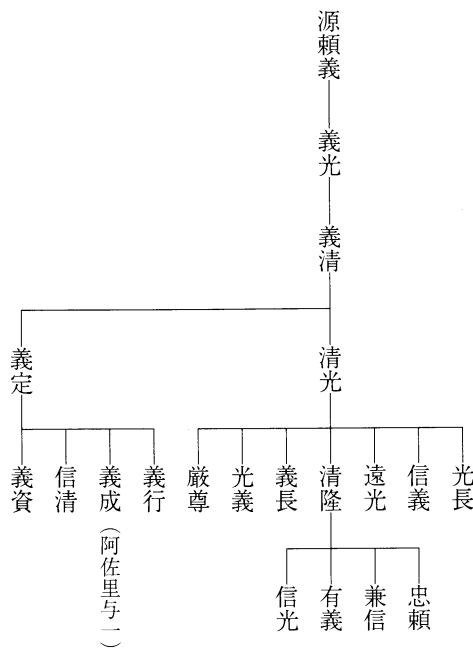 源頼義
義光
義清
清光
義定
光長
信義
遠光
清隆
義長
光義
厳尊
義行
義成（阿佐里与一）
信清
義資
忠頼
兼信
有義
信光